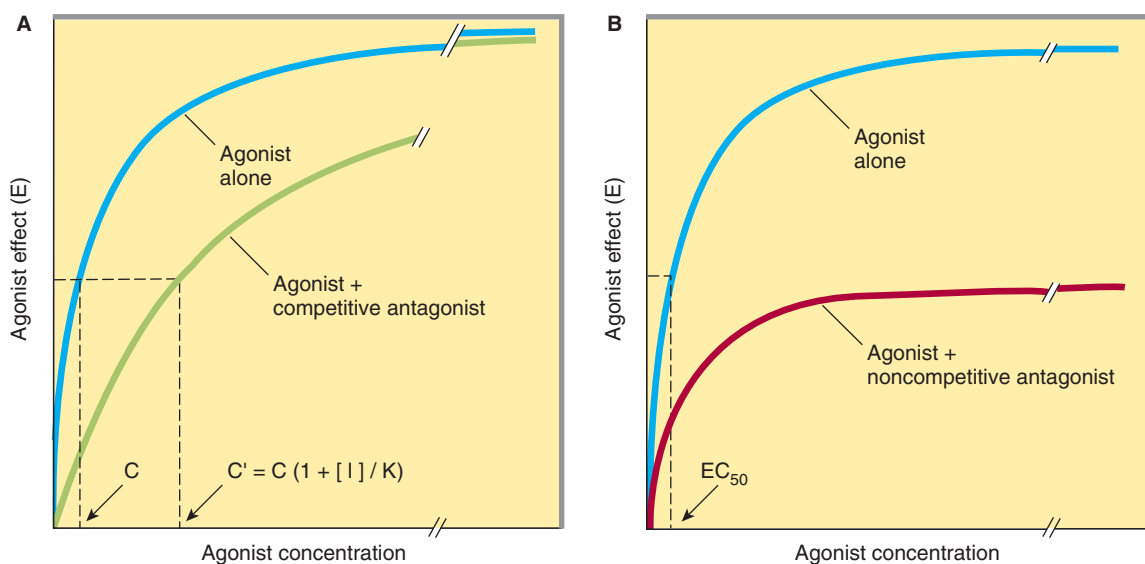 A
Agonist effect (E)
Agonist
alone
Agonist +
competitive antagonist
C
C' = C (1 + [ I ] / K)
Agonist concentration
B
Agonist effect (E)
Agonist
alone
Agonist +
noncompetitive antagonist
EC₅₀
Agonist concentration